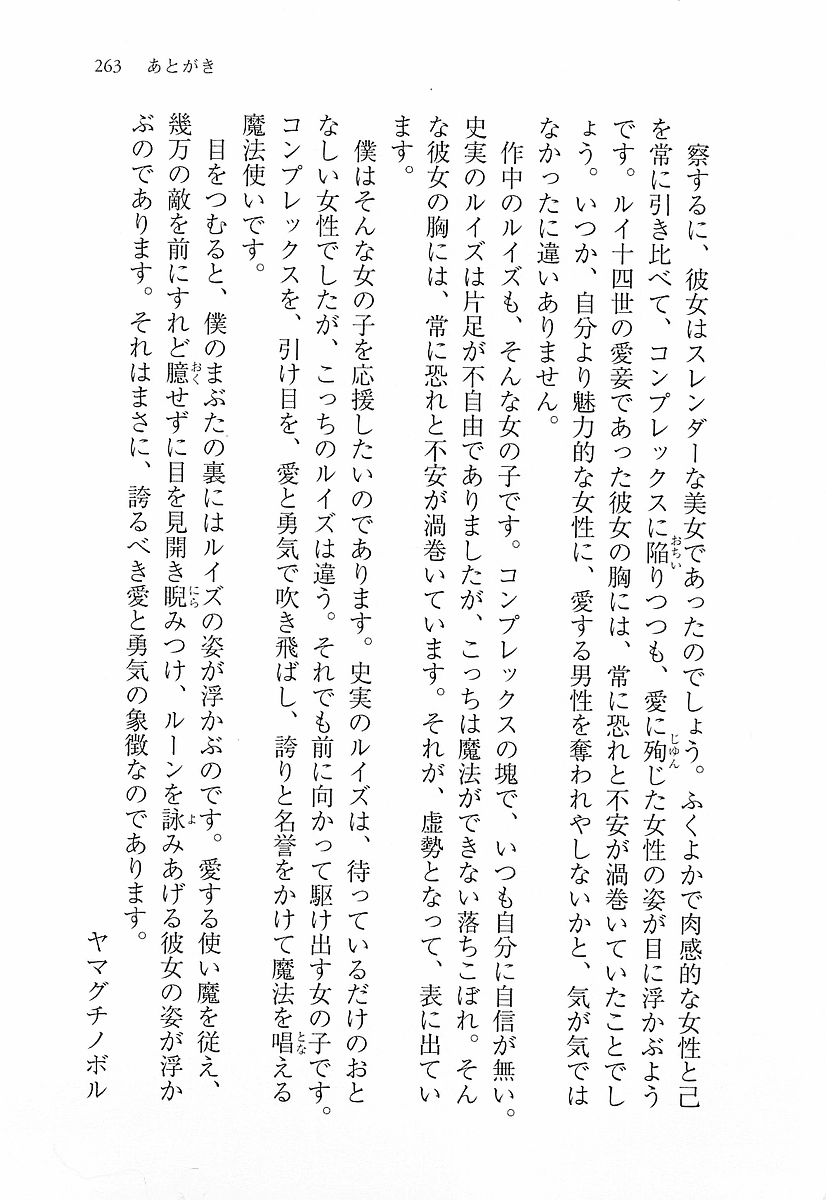 263 あとがき
察するに、彼女はスレンダーな美女であったのでしょう。ふくよかで肉感的な女性と己
を常に引き比べて、コンプレックスに陥りつつも、愛に殉じた女性の姿が目に浮かぶよう
です。ルイ十四世の愛妾であった彼女の胸には、常に恐れと不安が渦巻いていたことでし
ょう。いつか、自分より魅力的な女性に、愛する男性を奪われやしないかと、気が気では
なかったに違いありません。
作中のルイズも、そんな女の子です。コンプレックスの塊で、いつも自分に自信が無い。
史実のルイズは片足が不自由でありましたが、こっちは魔法ができない落ちこぼれ。そん
な彼女の胸には、常に恐れと不安が渦巻いています。それが、虚勢となって、表に出てい
ます。
僕はそんな女の子を応援したいのであります。史実のルイズは、待っているだけのおと
なしい女性でしたが、こっちのルイズは違う。それでも前に向かって駆け出す女の子です。
コンプレックスを、引け目を、愛と勇気で吹き飛ばし、誇りと名誉をかけて魔法を唱える
魔法使いです。
目をつむると、僕のまぶたの裏にはルイズの姿が浮かぶのです。愛する使い魔を従え、
幾万の敵を前にすれど臆せずに目を見開き睨みつけ、ルーンを詠みあげる彼女の姿が浮か
ぶのであります。それはまさに、誇るべき愛と勇気の象徴なのであります。
ヤマグチノボル